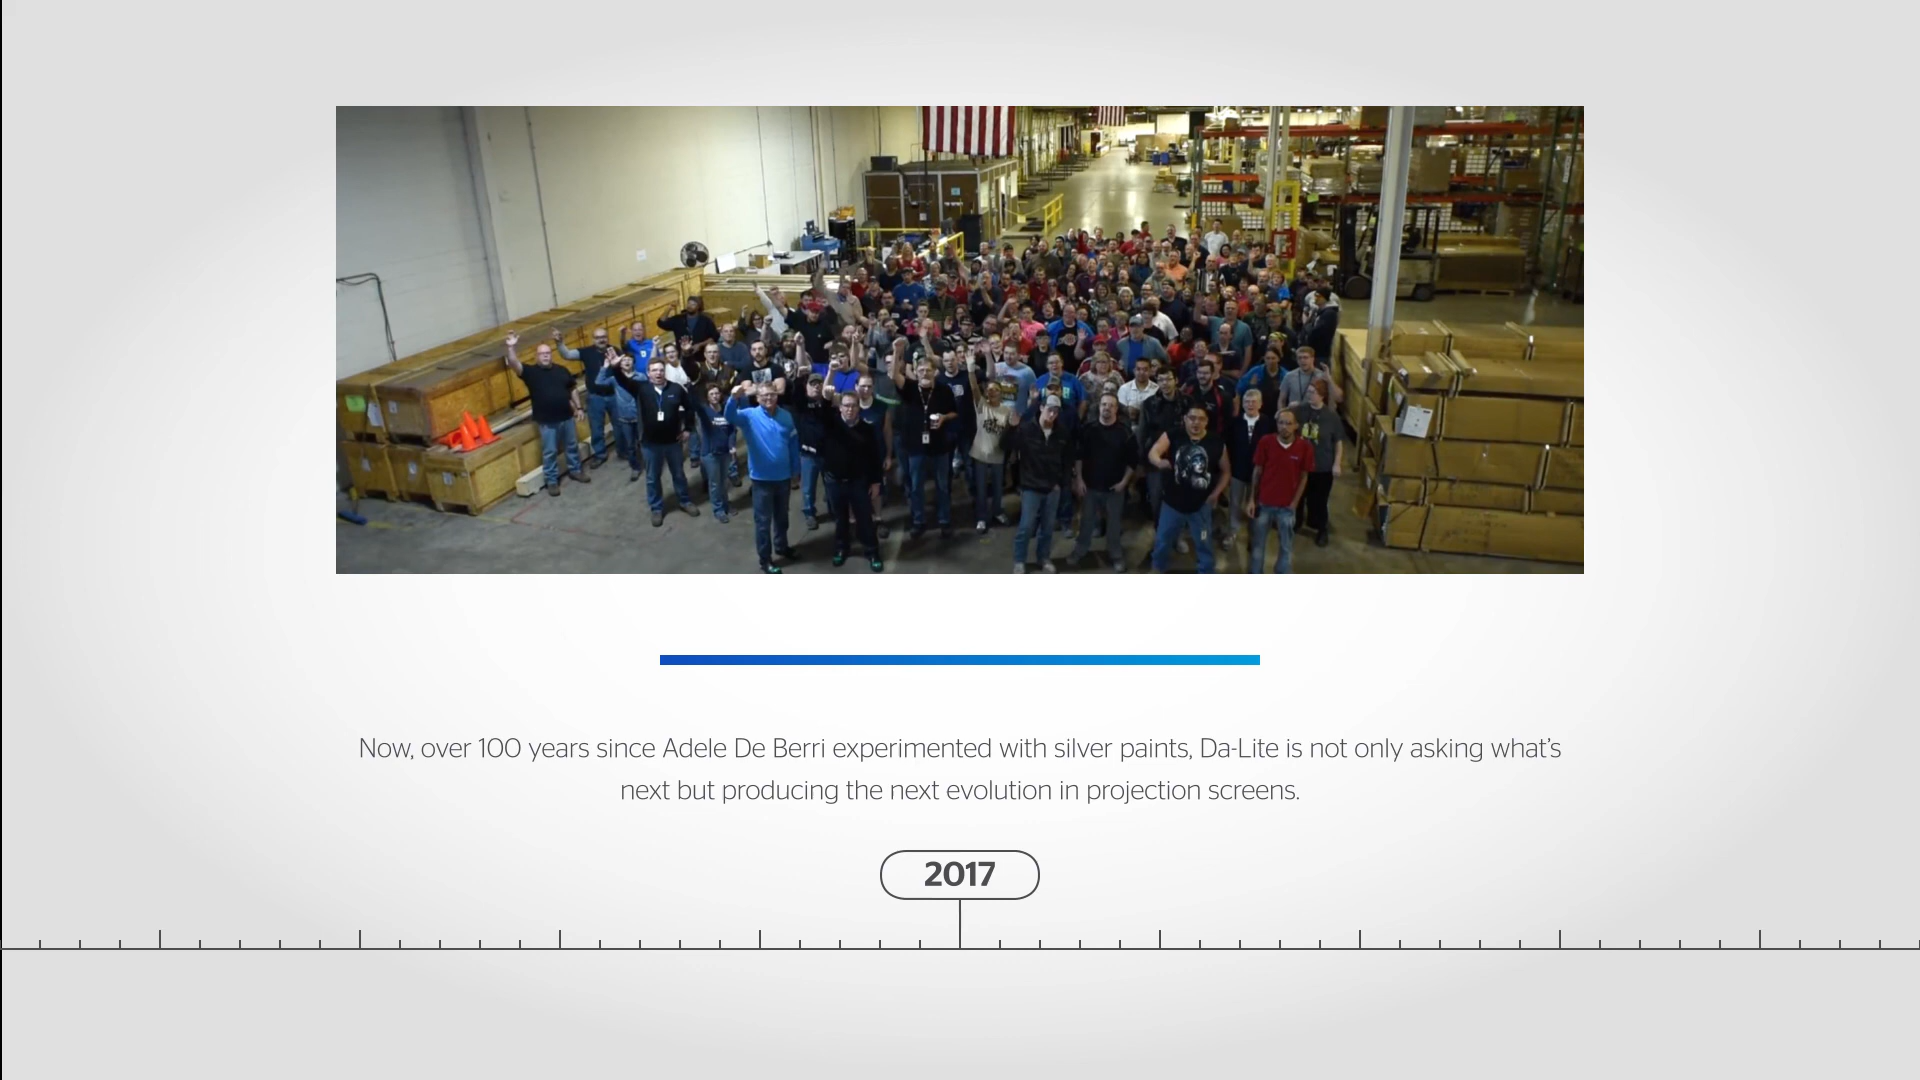 Now, over 100 years since Adele De Berri experimented with silver paints, Da-Lite is not only asking what’s
next but producing the next evolution in projection screens.
2017